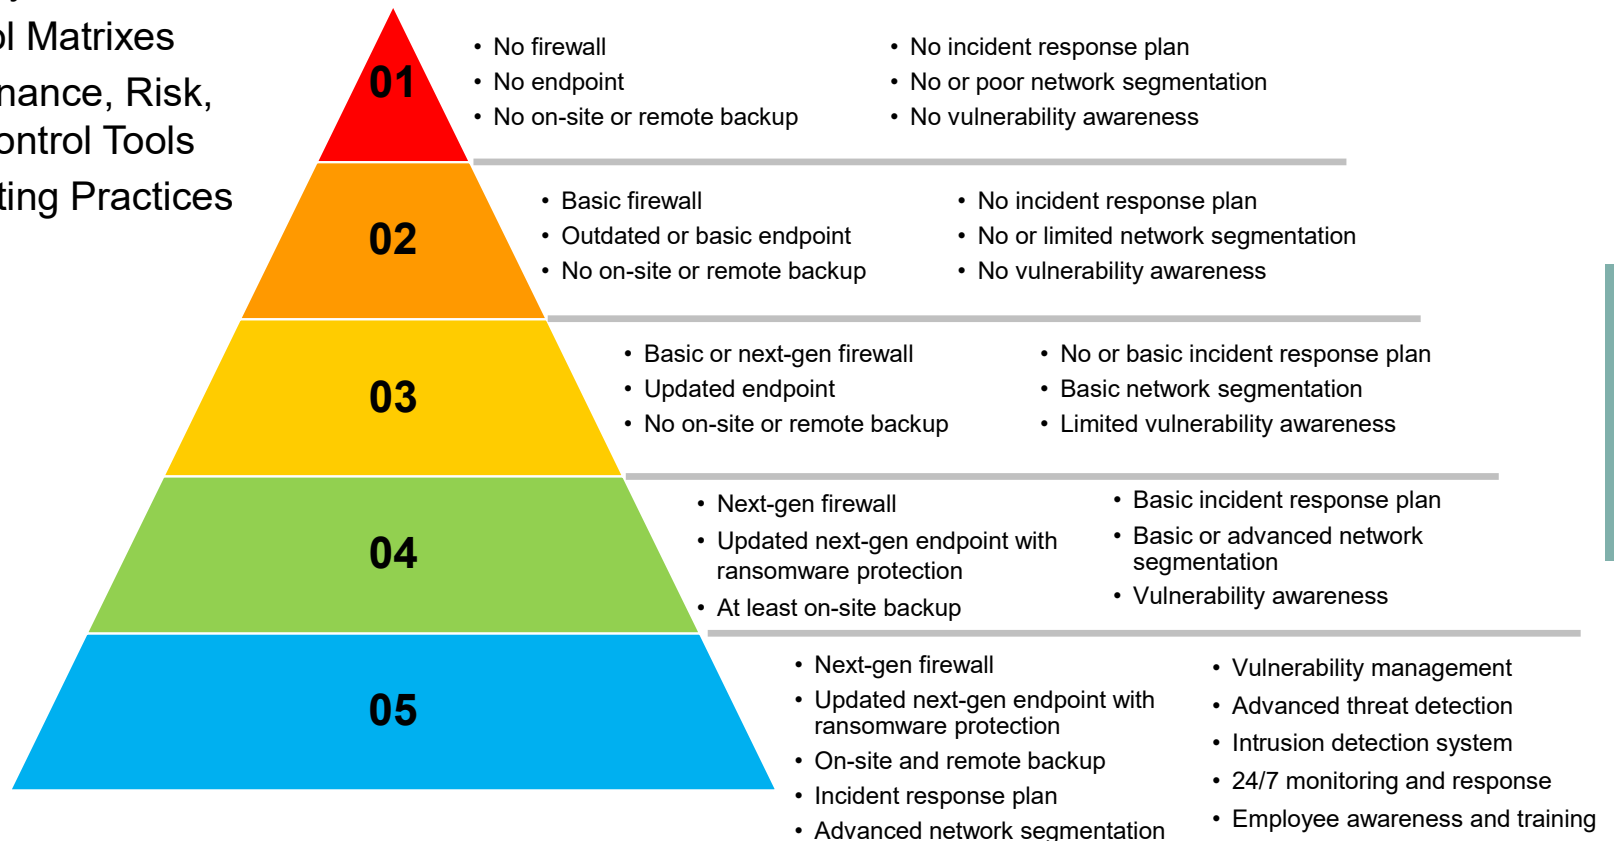 ol Matrixes
nance, Risk,
ontrol Tools
ting Practices
01
• No firewall
• No endpoint
• No on-site or remote backup
• No incident response plan
• No or poor network segmentation
• No vulnerability awareness
02
• Basic firewall
• Outdated or basic endpoint
• No on-site or remote backup
• No incident response plan
• No or limited network segmentation
• No vulnerability awareness
03
• Basic or next-gen firewall
• Updated endpoint
• No on-site or remote backup
• No or basic incident response plan
• Basic network segmentation
• Limited vulnerability awareness
04
• Next-gen firewall
• Updated next-gen endpoint with
ransomware protection
• At least on-site backup
• Basic incident response plan
• Basic or advanced network
segmentation
• Vulnerability awareness
05
• Next-gen firewall
• Updated next-gen endpoint with
ransomware protection
• On-site and remote backup
• Incident response plan
• Advanced network segmentation
• Vulnerability management
• Advanced threat detection
• Intrusion detection system
• 24/7 monitoring and response
• Employee awareness and training